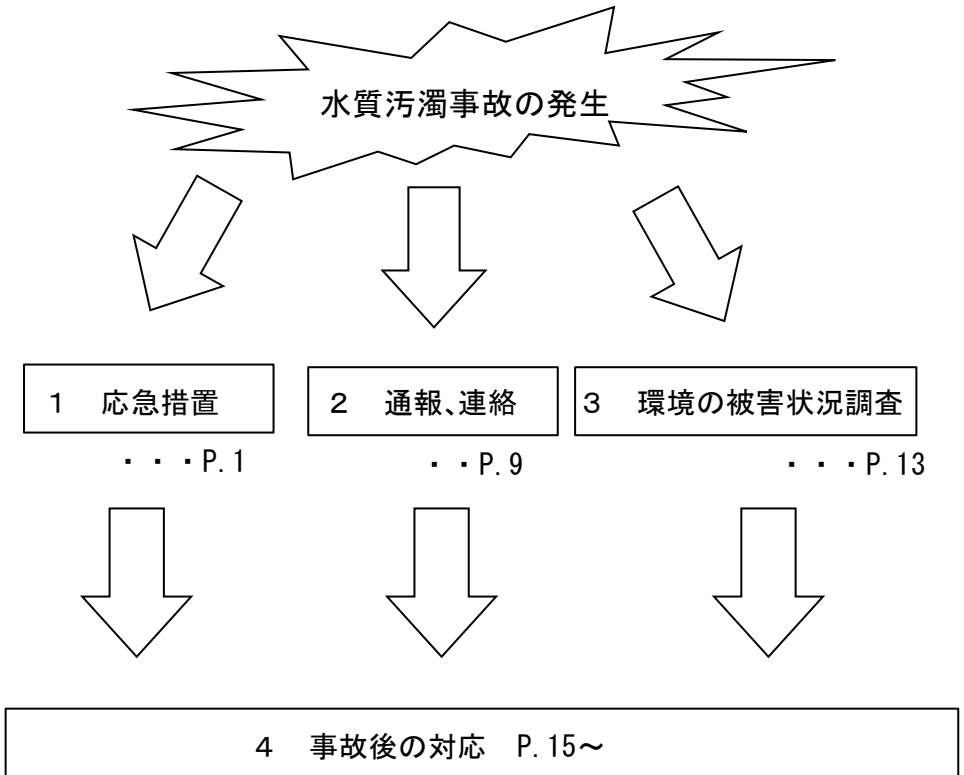 水質汚濁事故の発生
１　応急措置
・・・P.1
２　通報、連絡
・・P.9
３　環境の被害状況調査
・・・P.13
４　事故後の対応　P.15～